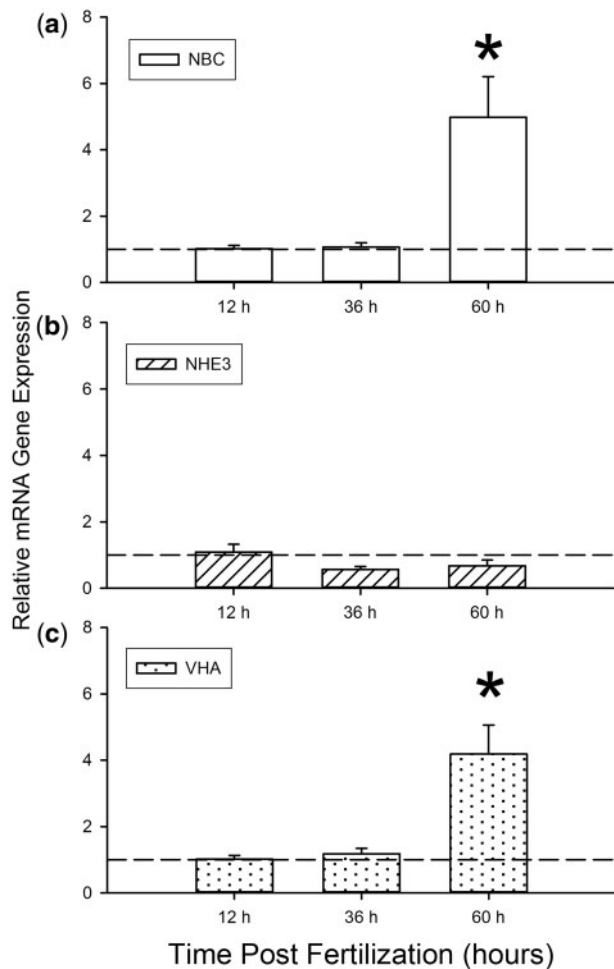 (a)
8
6
4
2
0
NBC
*
12 h 36 h 60 h
(b)
8
6
4
2
0
NHE3
12 h 36 h 60 h
(c)
8
6
4
2
0
VHA
*
12 h 36 h 60 h
Relative mRNA Gene Expression
Time Post Fertilization (hours)